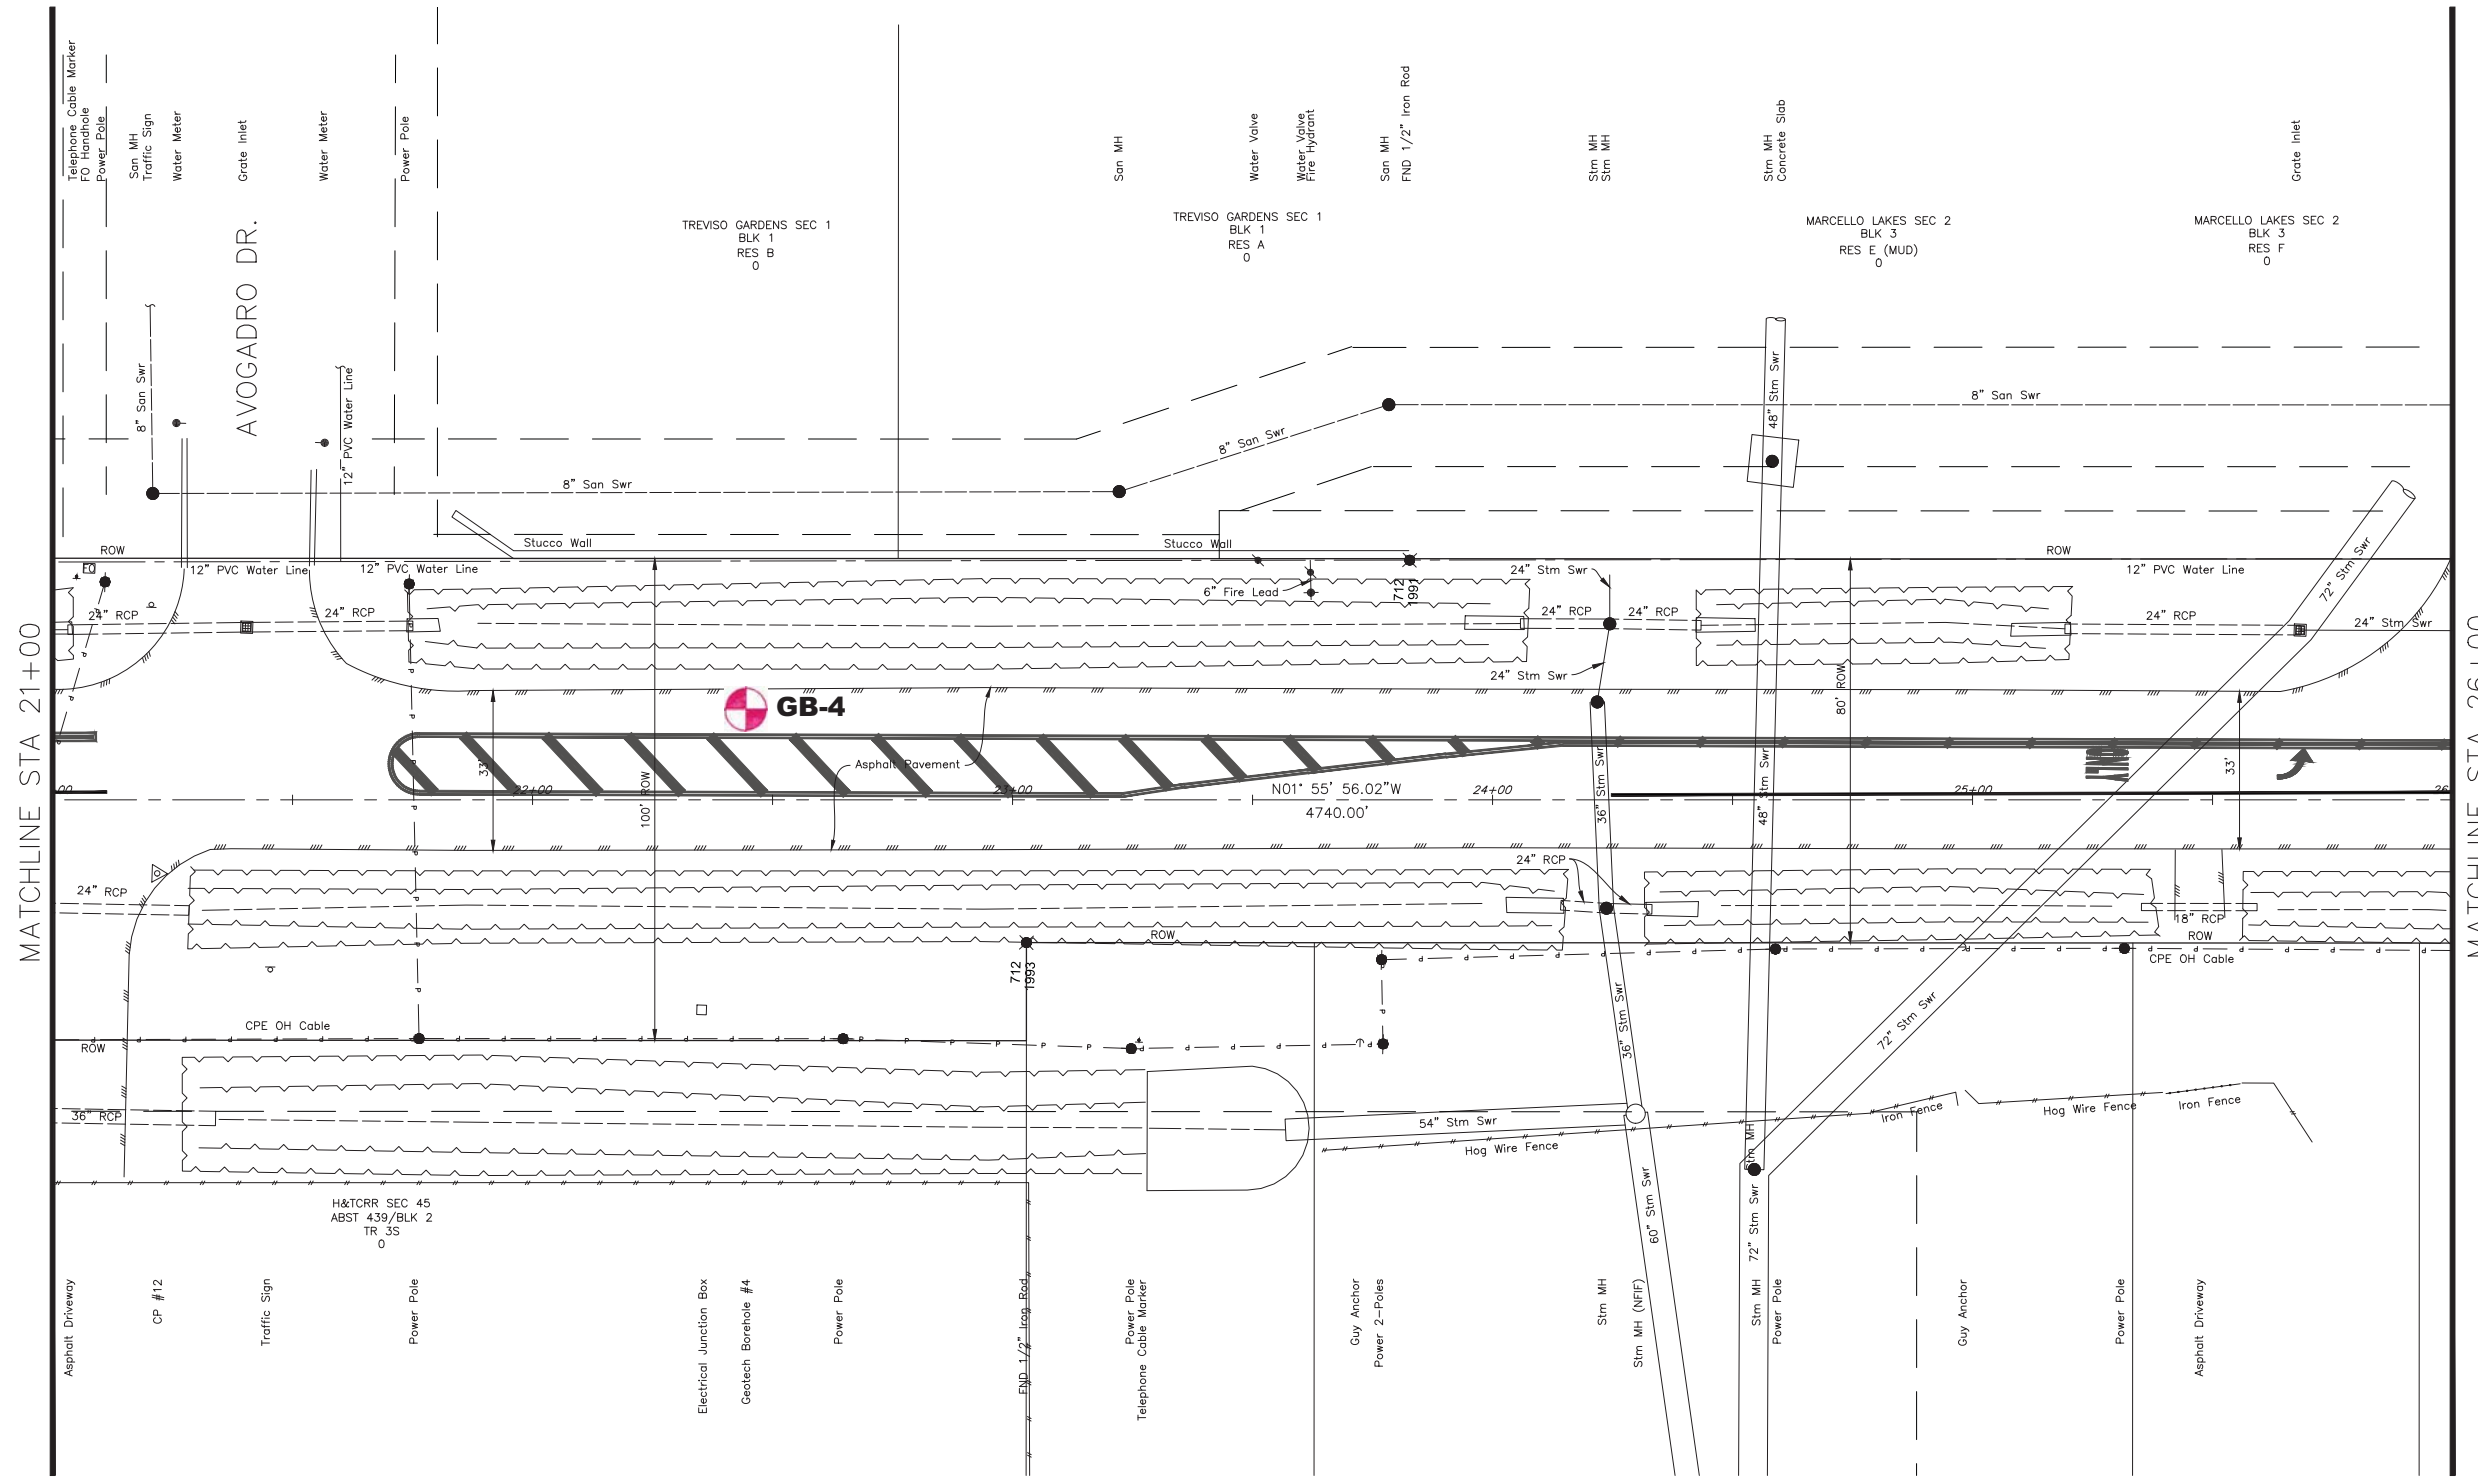 Telephone Cable Marker
FO Handhole
Power Pole
San MH
Traffic Sign
Water Meter
Grate Inlet
Water Meter
Power Pole
San MH
Water Valve
Water Valve
Fire Hydrant
San MH
FND 1/2" Iron Rod
Stm MH
Stm MH
Stm MH
Concrete Slab
Grate Inlet
AVOGADRO DR.
TREVISO GARDENS SEC 1
BLK 1
RES B
0
TREVISO GARDENS SEC 1
BLK 1
RES A
0
MARCELLO LAKES SEC 2
BLK 3
RES E (MUD)
0
MARCELLO LAKES SEC 2
BLK 3
RES F
0
8" San Swr
12" PVC Water Line
8" San Swr
8" San Swr
48" Stm Swr
8" San Swr
72" Stm Swr
ROW
Stucco Wall
Stucco Wall
ROW
FO
12" PVC Water Line
12" PVC Water Line
6" Fire Lead
712
1991
24" Stm Swr
12" PVC Water Line
24" RCP
24" RCP
24" RCP
24" RCP
24" RCP
24" Stm Swr
24" Stm Swr
80' ROW
MATCHLINE STA 21+00
MATCHLINE STA 26+00
GB-4
33'
Asphalt Pavement
100' ROW
36" Stm Swr
48" Stm Swr
33'
00
22+00
23+00
N01° 55' 56.02"W
4740.00'
24+00
25+00
26
24" RCP
24" RCP
18" RCP
ROW
ROW
712
1993
CPE OH Cable
CPE OH Cable
ROW
36" Stm Swr
72" Stm Swr
36" RCP
54" Stm Swr
Hog Wire Fence
Iron Fence
Hog Wire Fence
Iron Fence
Stm MH
60" Stm Swr
72" Stm Swr
H&TCRR SEC 45
ABST 439/BLK 2
TR 3S
0
Asphalt Driveway
CP #12
Traffic Sign
Power Pole
Electrical Junction Box
Geotech Borehole #4
Power Pole
FND 1/2" Iron Rod
Power Pole
Telephone Cable Marker
Guy Anchor
Power 2-Poles
Stm MH
Stm MH (NFIF)
Stm MH
Power Pole
Guy Anchor
Power Pole
Asphalt Driveway